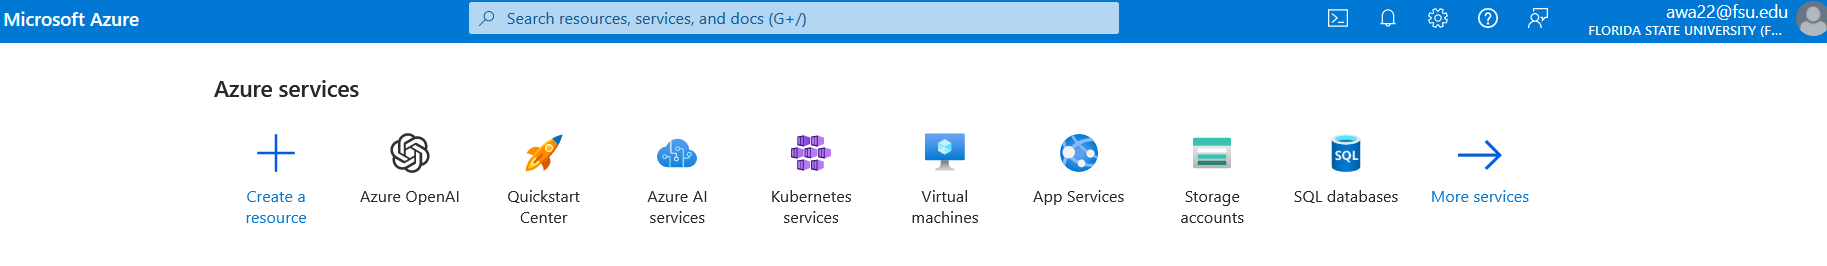 Microsoft Azure
Search resources, services, and docs (G+/)
awa22@fsu.edu
FLORIDA STATE UNIVERSITY (F...
Azure services
Create a resource
Azure OpenAI
Quickstart Center
Azure AI services
Kubernetes services
Virtual machines
App Services
Storage accounts
SQL
SQL databases
More services